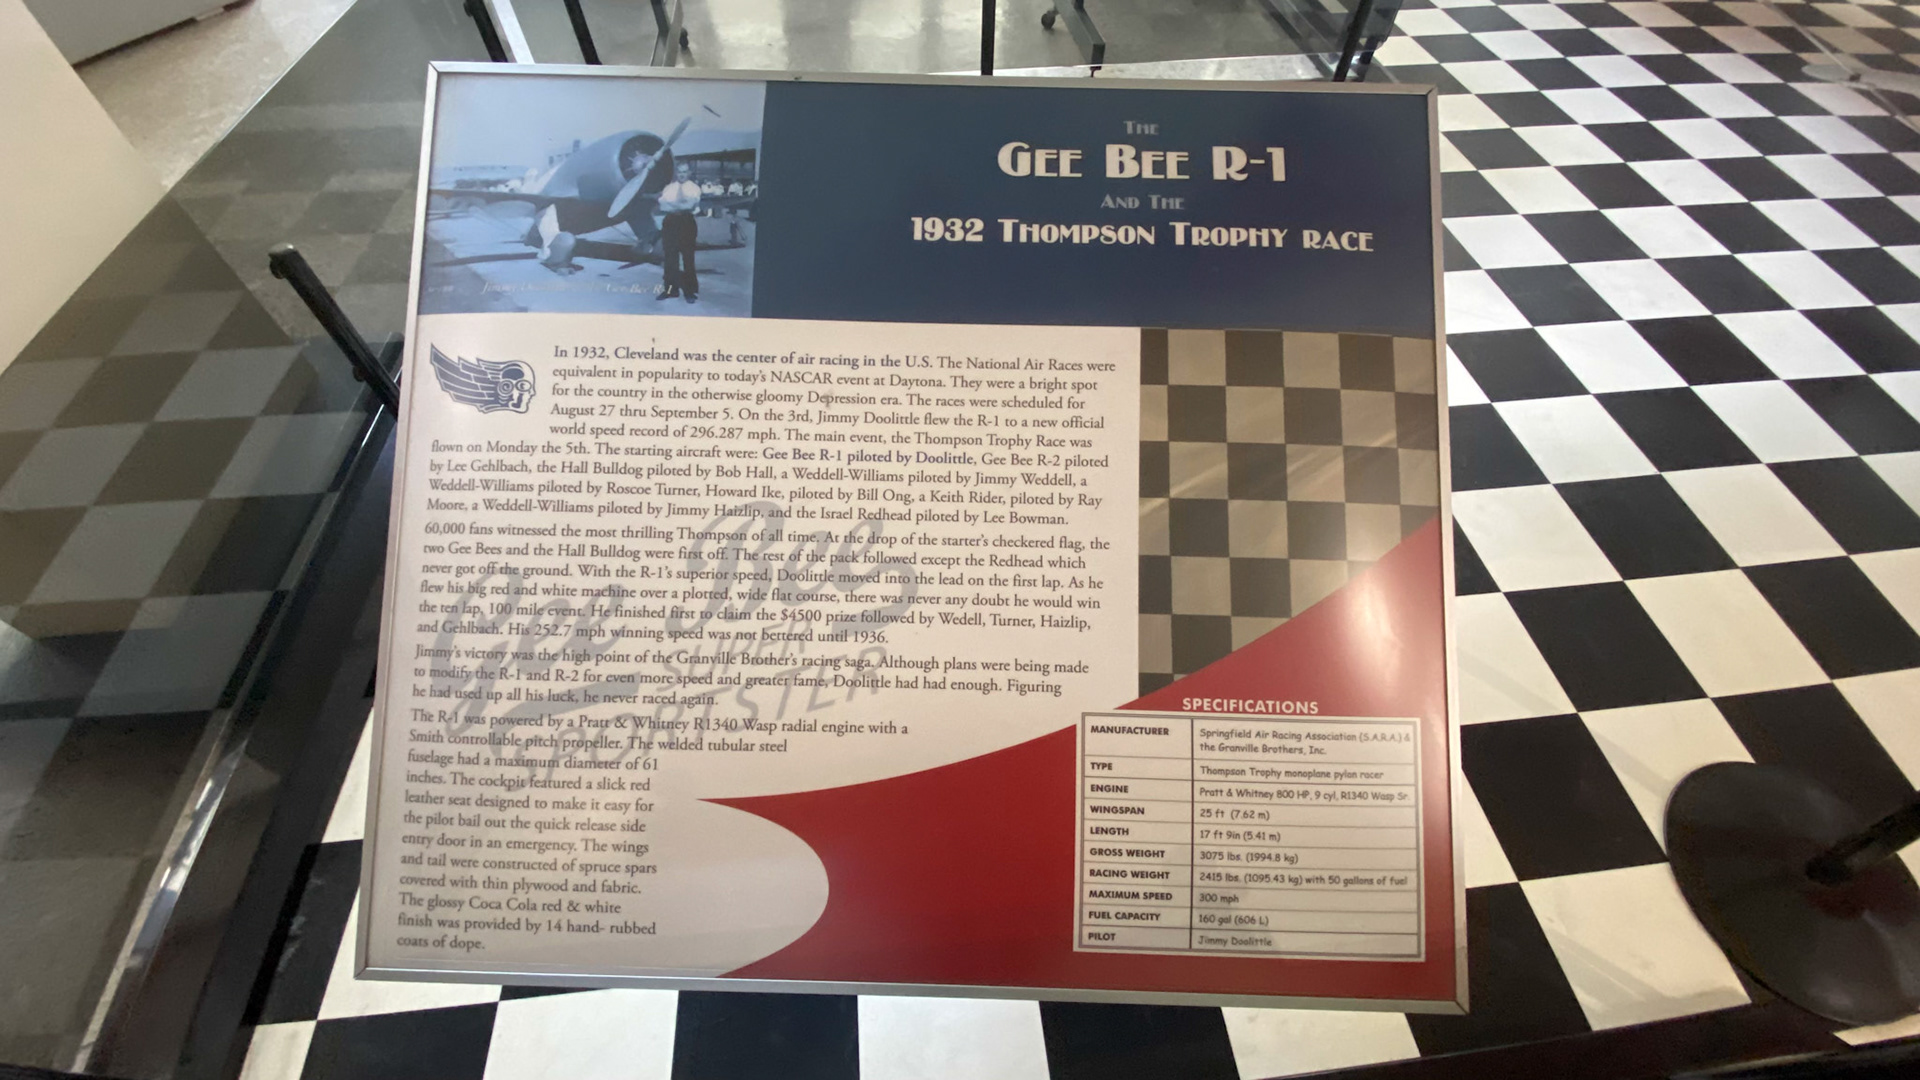 THE
GEE BEE R-1
AND THE
1932 THOMPSON TROPHY RACE
Jimmy Gee Bee R-1
In 1932, Cleveland was the center of air racing in the U.S. The National Air Races were
equivalent in popularity to today's NASCAR event at Daytona. They were a bright spot
for the country in the otherwise gloomy Depression era. The races were scheduled for
August 27 thru September 5. On the 3rd, Jimmy Doolittle flew the R-1 to a new official
world speed record of 296.287 mph. The main event, the Thompson Trophy Race was
flown on Monday the 5th. The starting aircraft were: Gee Bee R-1 piloted by Doolittle, Gee Bee R-2 piloted
by Lee Gehlbach, the Hall Bulldog piloted by Bob Hall, a Weddell-Williams piloted by Jimmy Weddell, a
Weddell-Williams piloted by Roscoe Turner, Howard Ike, piloted by Bill Ong, a Keith Rider, piloted by Ray
Moore, a Weddell-Williams piloted by Jimmy Haizlip, and the Israel Redhead piloted by Lee Bowman.
60,000 fans witnessed the most thrilling Thompson of all time. At the drop of the starter's checkered flag, the
two Gee Bees and the Hall Bulldog were first off. The rest of the pack followed except the Redhead which
never got off the ground. With the R-1's superior speed, Doolittle moved into the lead on the first lap. As he
flew his big red and white machine over a plotted, wide flat course, there was never any doubt he would win
the ten lap, 100 mile event. He finished first to claim the $4500 prize followed by Wedell, Turner, Haizlip,
and Gehlbach. His 252.7 mph winning speed was not bettered until 1936.
Jimmy's victory was the high point of the Granville Brother's racing saga. Although plans were being made
to modify the R-1 and R-2 for even more speed and greater fame, Doolittle had had enough. Figuring
he had used up all his luck, he never raced again.
The R-1 was powered by a Pratt & Whitney R1340 Wasp radial engine with a
Smith controllable pitch propeller. The welded tubular steel
fuselage had a maximum diameter of 61
inches. The cockpit featured a slick red
leather seat designed to make it easy for
the pilot bail out the quick release side
entry door in an emergency. The wings
and tail were constructed of spruce spars
covered with thin plywood and fabric.
The glossy Coca Cola red & white
finish was provided by 14 hand- rubbed
coats of dope.
Gee Bee
SUPER
SPORTSTER
SPECIFICATIONS
MANUFACTURER Springfield Air Racing Association (S.A.R.A.) &
the Granville Brothers, Inc.
TYPE Thompson Trophy monoplane pylon racer
ENGINE Pratt & Whitney 800 HP, 9 cyl, R1340 Wasp Sr.
WINGSPAN 25 ft (7.62 m)
LENGTH 17 ft 9in (5.41 m)
GROSS WEIGHT 3075 lbs. (1994.8 kg)
RACING WEIGHT 2415 lbs. (1095.43 kg) with 50 gallons of fuel
MAXIMUM SPEED 300 mph
FUEL CAPACITY 160 gal (606 L)
PILOT Jimmy Doolittle